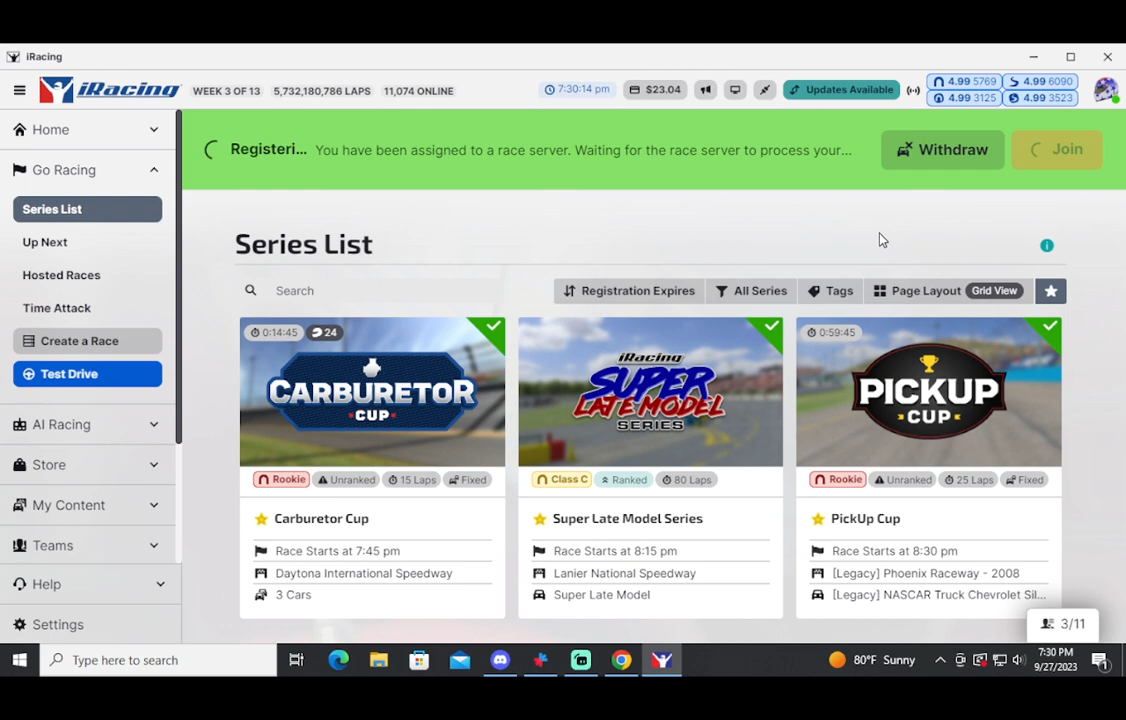 iRacing
iRacing WEEK 3 OF 13 5,732,180,786 LAPS 11,074 ONLINE 7:30:14 pm $23.04 Updates Available 4.99 5769 4.99 6090
4.99 3125 4.99 3523
Home
Go Racing
Series List
Up Next
Hosted Races
Time Attack
Create a Race
Test Drive
AI Racing
Store
My Content
Teams
Help
Settings
Registeri... You have been assigned to a race server. Waiting for the race server to process your... Withdraw Join
Series List
Search Registration Expires All Series Tags Page Layout Grid View
0:14:45 24
CARBURETOR
CUP
Rookie Unranked 15 Laps Fixed
Carburetor Cup
Race Starts at 7:45 pm
Daytona International Speedway
3 Cars
iRacing
SUPER
LATE MODEL
SERIES
Class C Ranked 80 Laps
Super Late Model Series
Race Starts at 8:15 pm
Lanier National Speedway
Super Late Model
0:59:45
PICKUP
CUP
Rookie Unranked 25 Laps Fixed
PickUp Cup
Race Starts at 8:30 pm
[Legacy] Phoenix Raceway - 2008
[Legacy] NASCAR Truck Chevrolet Sil...
3/11
Type here to search
80°F Sunny
7:30 PM
9/27/2023
1